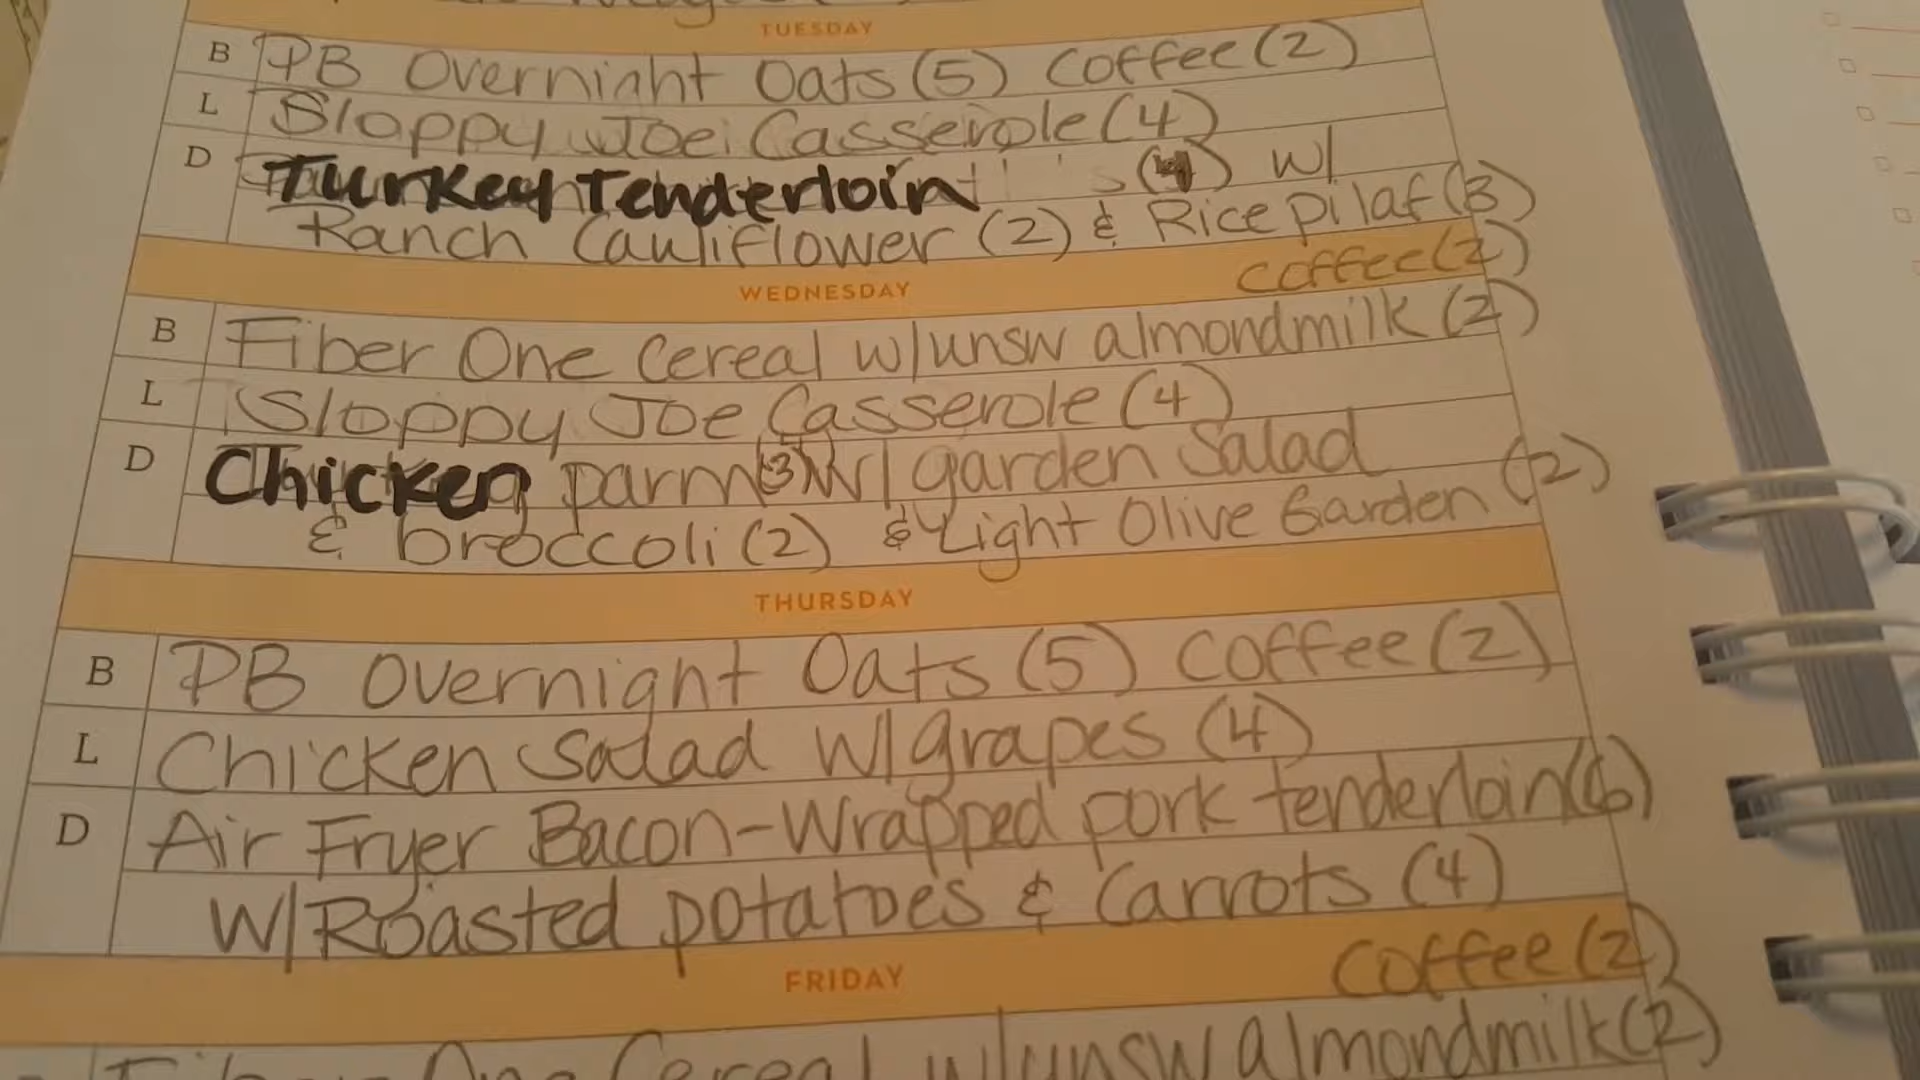 TUESDAY
B PB Overnight Oats (5) Coffee (2)
L Sloppy Joe Casserole (4)
D Turkey Tenderloin (4) w/
Ranch Cauliflower (2) & Rice pilaf (3)
Coffee (2)
WEDNESDAY
B Fiber One Cereal w/unsw almondmilk (2)
L Sloppy Joe Casserole (4)
D Chicken parm (3) w/ garden Salad
& broccoli (2) & Light Olive Garden (2)
THURSDAY
B PB Overnight Oats (5) Coffee (2)
L Chicken Salad w/grapes (4)
D Air Fryer Bacon-Wrapped pork tenderloin (6)
w/Roasted potatoes & Carrots (4)
Coffee (2)
FRIDAY
One Cereal w/unsw almondmilk (2)